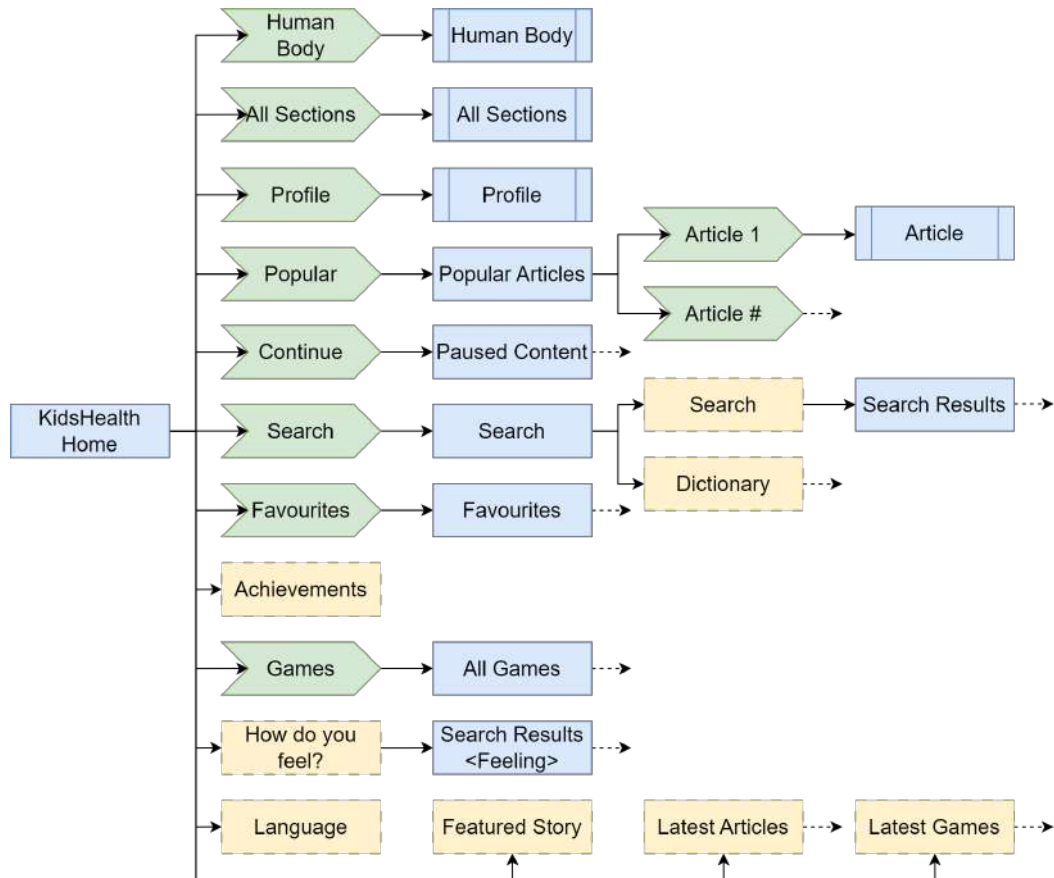 Human
Body
Human Body
All Sections
All Sections
Profile
Profile
Article 1
Article
Popular
Popular Articles
Article #
Continue
Paused Content
KidsHealth
Home
Search
Search
Search
Search Results
Dictionary
Favourites
Favourites
Achievements
Games
All Games
How do you
feel?
Search Results
<Feeling>
Language
Featured Story
Latest Articles
Latest Games